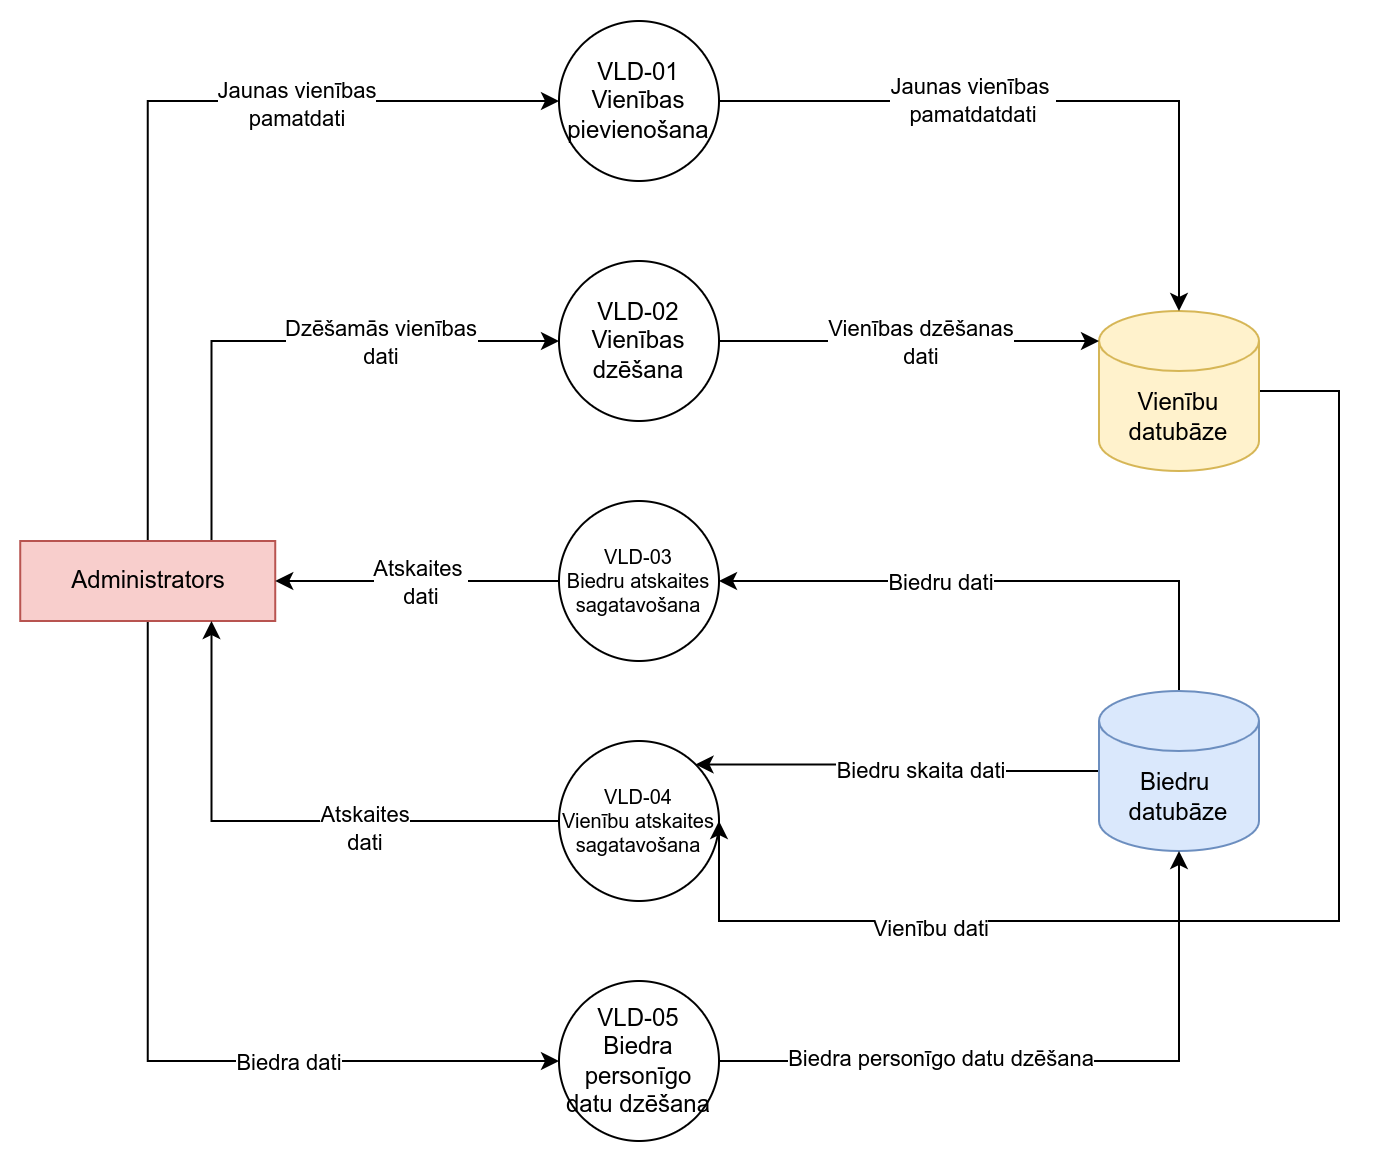 Jaunas vienības
pamatdati
VLD-01
Vienības
pievienošana
Jaunas vienības
pamatdatdati
Dzēšamās vienības
dati
VLD-02
Vienības
dzēšana
Vienības dzēšanas
dati
Vienību
datubāze
Administrators
Atskaites
dati
VLD-03
Biedru atskaites
sagatavošana
Biedru dati
Atskaites
dati
VLD-04
Vienību atskaites
sagatavošana
Biedru skaita dati
Biedru
datubāze
Vienību dati
Biedra dati
VLD-05
Biedra
personīgo
datu dzēšana
Biedra personīgo datu dzēšana